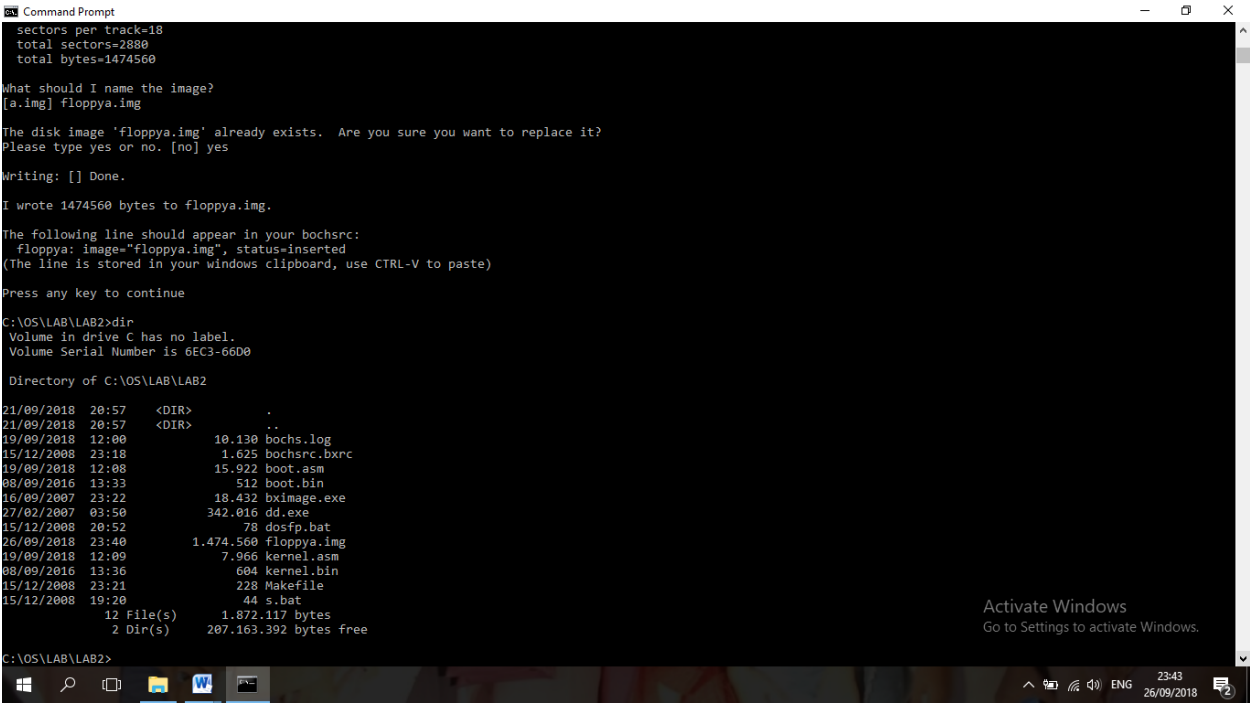 Command Prompt
sectors per track=18
total sectors=2880
total bytes=1474560
What should I name the image?
[a.img] floppya.img
The disk image 'floppya.img' already exists.  Are you sure you want to replace it?
Please type yes or no. [no] yes
Writing: [] Done.
I wrote 1474560 bytes to floppya.img.
The following line should appear in your bochsrc:
floppya: image="floppya.img", status=inserted
(The line is stored in your windows clipboard, use CTRL-V to paste)
Press any key to continue
C:\OS\LAB\LAB2>dir
Volume in drive C has no label.
Volume Serial Number is 6EC3-66D0
Directory of C:\OS\LAB\LAB2
21/09/2018  20:57    <DIR>          .
21/09/2018  20:57    <DIR>          ..
19/09/2018  12:00            10.130 bochs.log
15/12/2008  23:18             1.625 bochsrc.bxrc
19/09/2018  12:08            15.922 boot.asm
08/09/2016  13:33               512 boot.bin
16/09/2007  23:22            18.432 bximage.exe
27/02/2007  03:50           342.016 dd.exe
15/12/2008  20:52                78 dosfp.bat
26/09/2018  23:40         1.474.560 floppya.img
19/09/2018  12:09             7.966 kernel.asm
08/09/2016  13:36               604 kernel.bin
15/12/2008  23:21               228 Makefile
15/12/2008  19:20                44 s.bat
12 File(s)      1.872.117 bytes
2 Dir(s)     207.163.392 bytes free
C:\OS\LAB\LAB2>
Activate Windows
Go to Settings to activate Windows.
ENG
23:43
26/09/2018
2